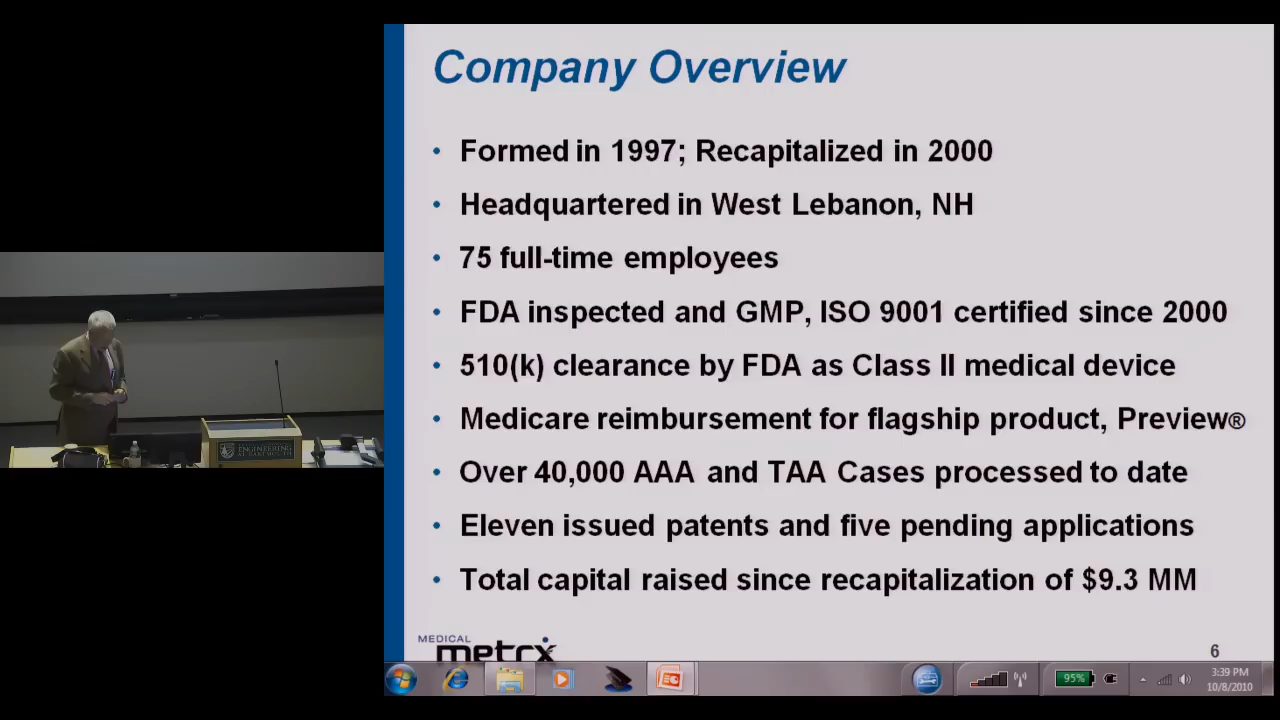 Company Overview
• Formed in 1997; Recapitalized in 2000
• Headquartered in West Lebanon, NH
• 75 full-time employees
• FDA inspected and GMP, ISO 9001 certified since 2000
• 510(k) clearance by FDA as Class II medical device
• Medicare reimbursement for flagship product, Preview®
• Over 40,000 AAA and TAA Cases processed to date
• Eleven issued patents and five pending applications
• Total capital raised since recapitalization of $9.3 MM
MEDICAL
metrx
6
95%
3:39 PM
10/8/2010
ENGINEERING
AT DARTMOUTH